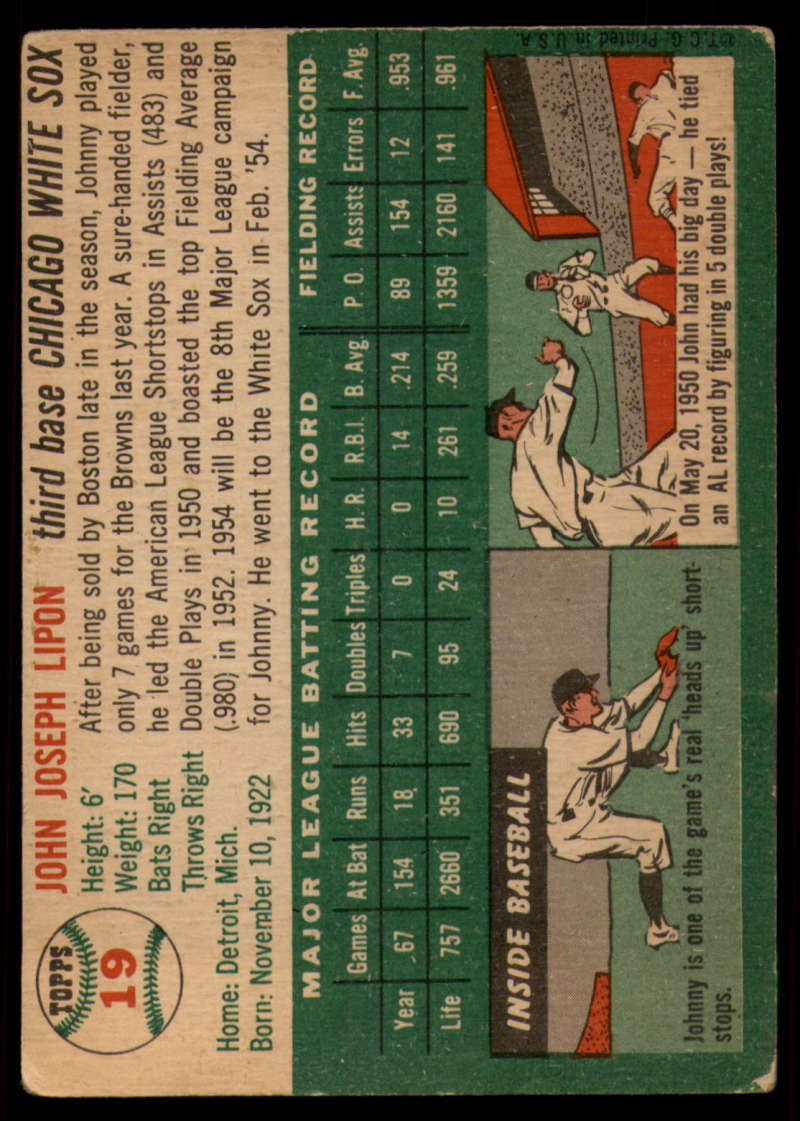 TOPPS
19
JOHN JOSEPH LIPON third base CHICAGO WHITE SOX
Height: 6'
Weight: 170
Bats Right
Throws Right
Home: Detroit, Mich.
Born: November 10, 1922
After being sold by Boston late in the season, Johnny played
only 7 games for the Browns last year. A sure-handed fielder,
he led the American League Shortstops in Assists (483) and
Double Plays in 1950 and boasted the top Fielding Average
(.980) in 1952. 1954 will be the 8th Major League campaign
for Johnny. He went to the White Sox in Feb. '54.
MAJOR LEAGUE BATTING RECORD FIELDING RECORD
Games At Bat Runs Hits Doubles Triples H. R. R.B.I. B. Avg. P. O. Assists Errors F. Avg.
Year 67 154 18 33 7 0 0 14 .214 89 154 12 .953
Life 757 2660 351 690 95 24 10 261 .259 1359 2160 141 .961
INSIDE BASEBALL
Johnny is one of the game's real 'heads up' short-
stops.
On May 20, 1950 John had his big day — he tied
an AL record by figuring in 5 double plays!
©T. C. G. Printed in U. S. A.